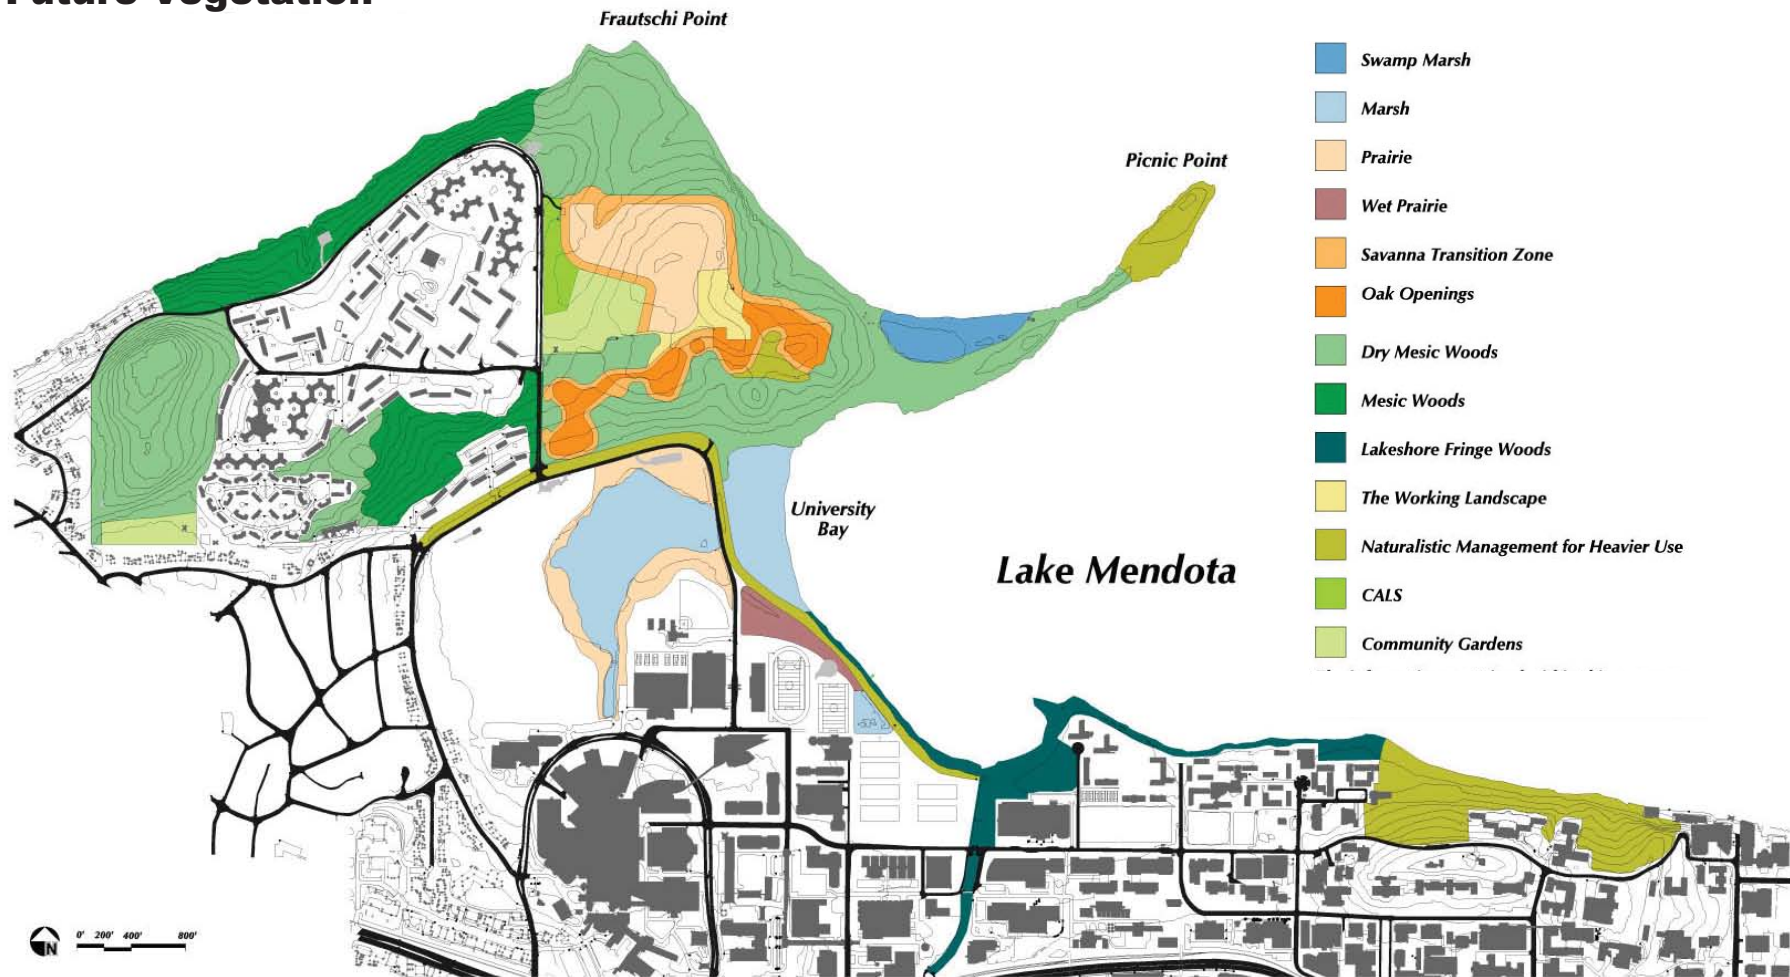 Future Vegetation
Frautschi Point
Picnic Point
University
Bay
Lake Mendota
Swamp Marsh
Marsh
Prairie
Wet Prairie
Savanna Transition Zone
Oak Openings
Dry Mesic Woods
Mesic Woods
Lakeshore Fringe Woods
The Working Landscape
Naturalistic Management for Heavier Use
CALS
Community Gardens
N
0' 200' 400' 800'